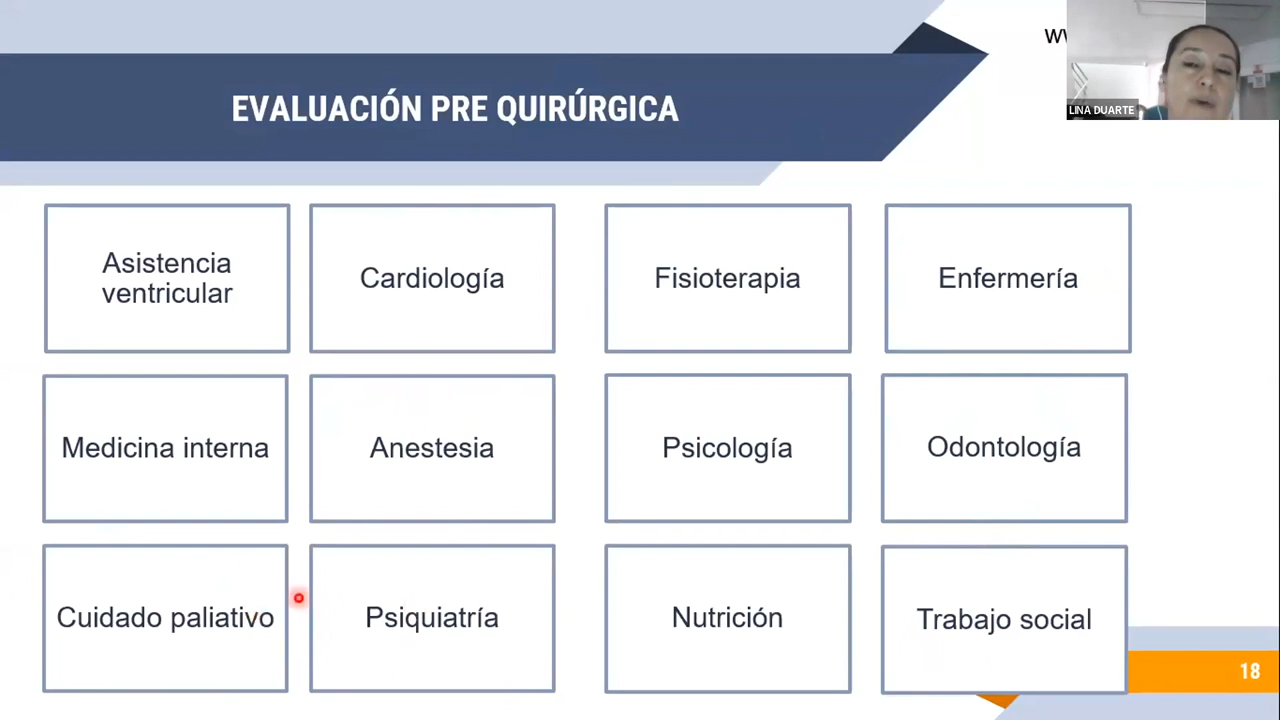 EVALUACIÓN PRE QUIRÚRGICA
LINA DUARTE
Asistencia
ventricular
Cardiología
Fisioterapia
Enfermería
Medicina interna
Anestesia
Psicología
Odontología
Cuidado paliativo
Psiquiatría
Nutrición
Trabajo social
18